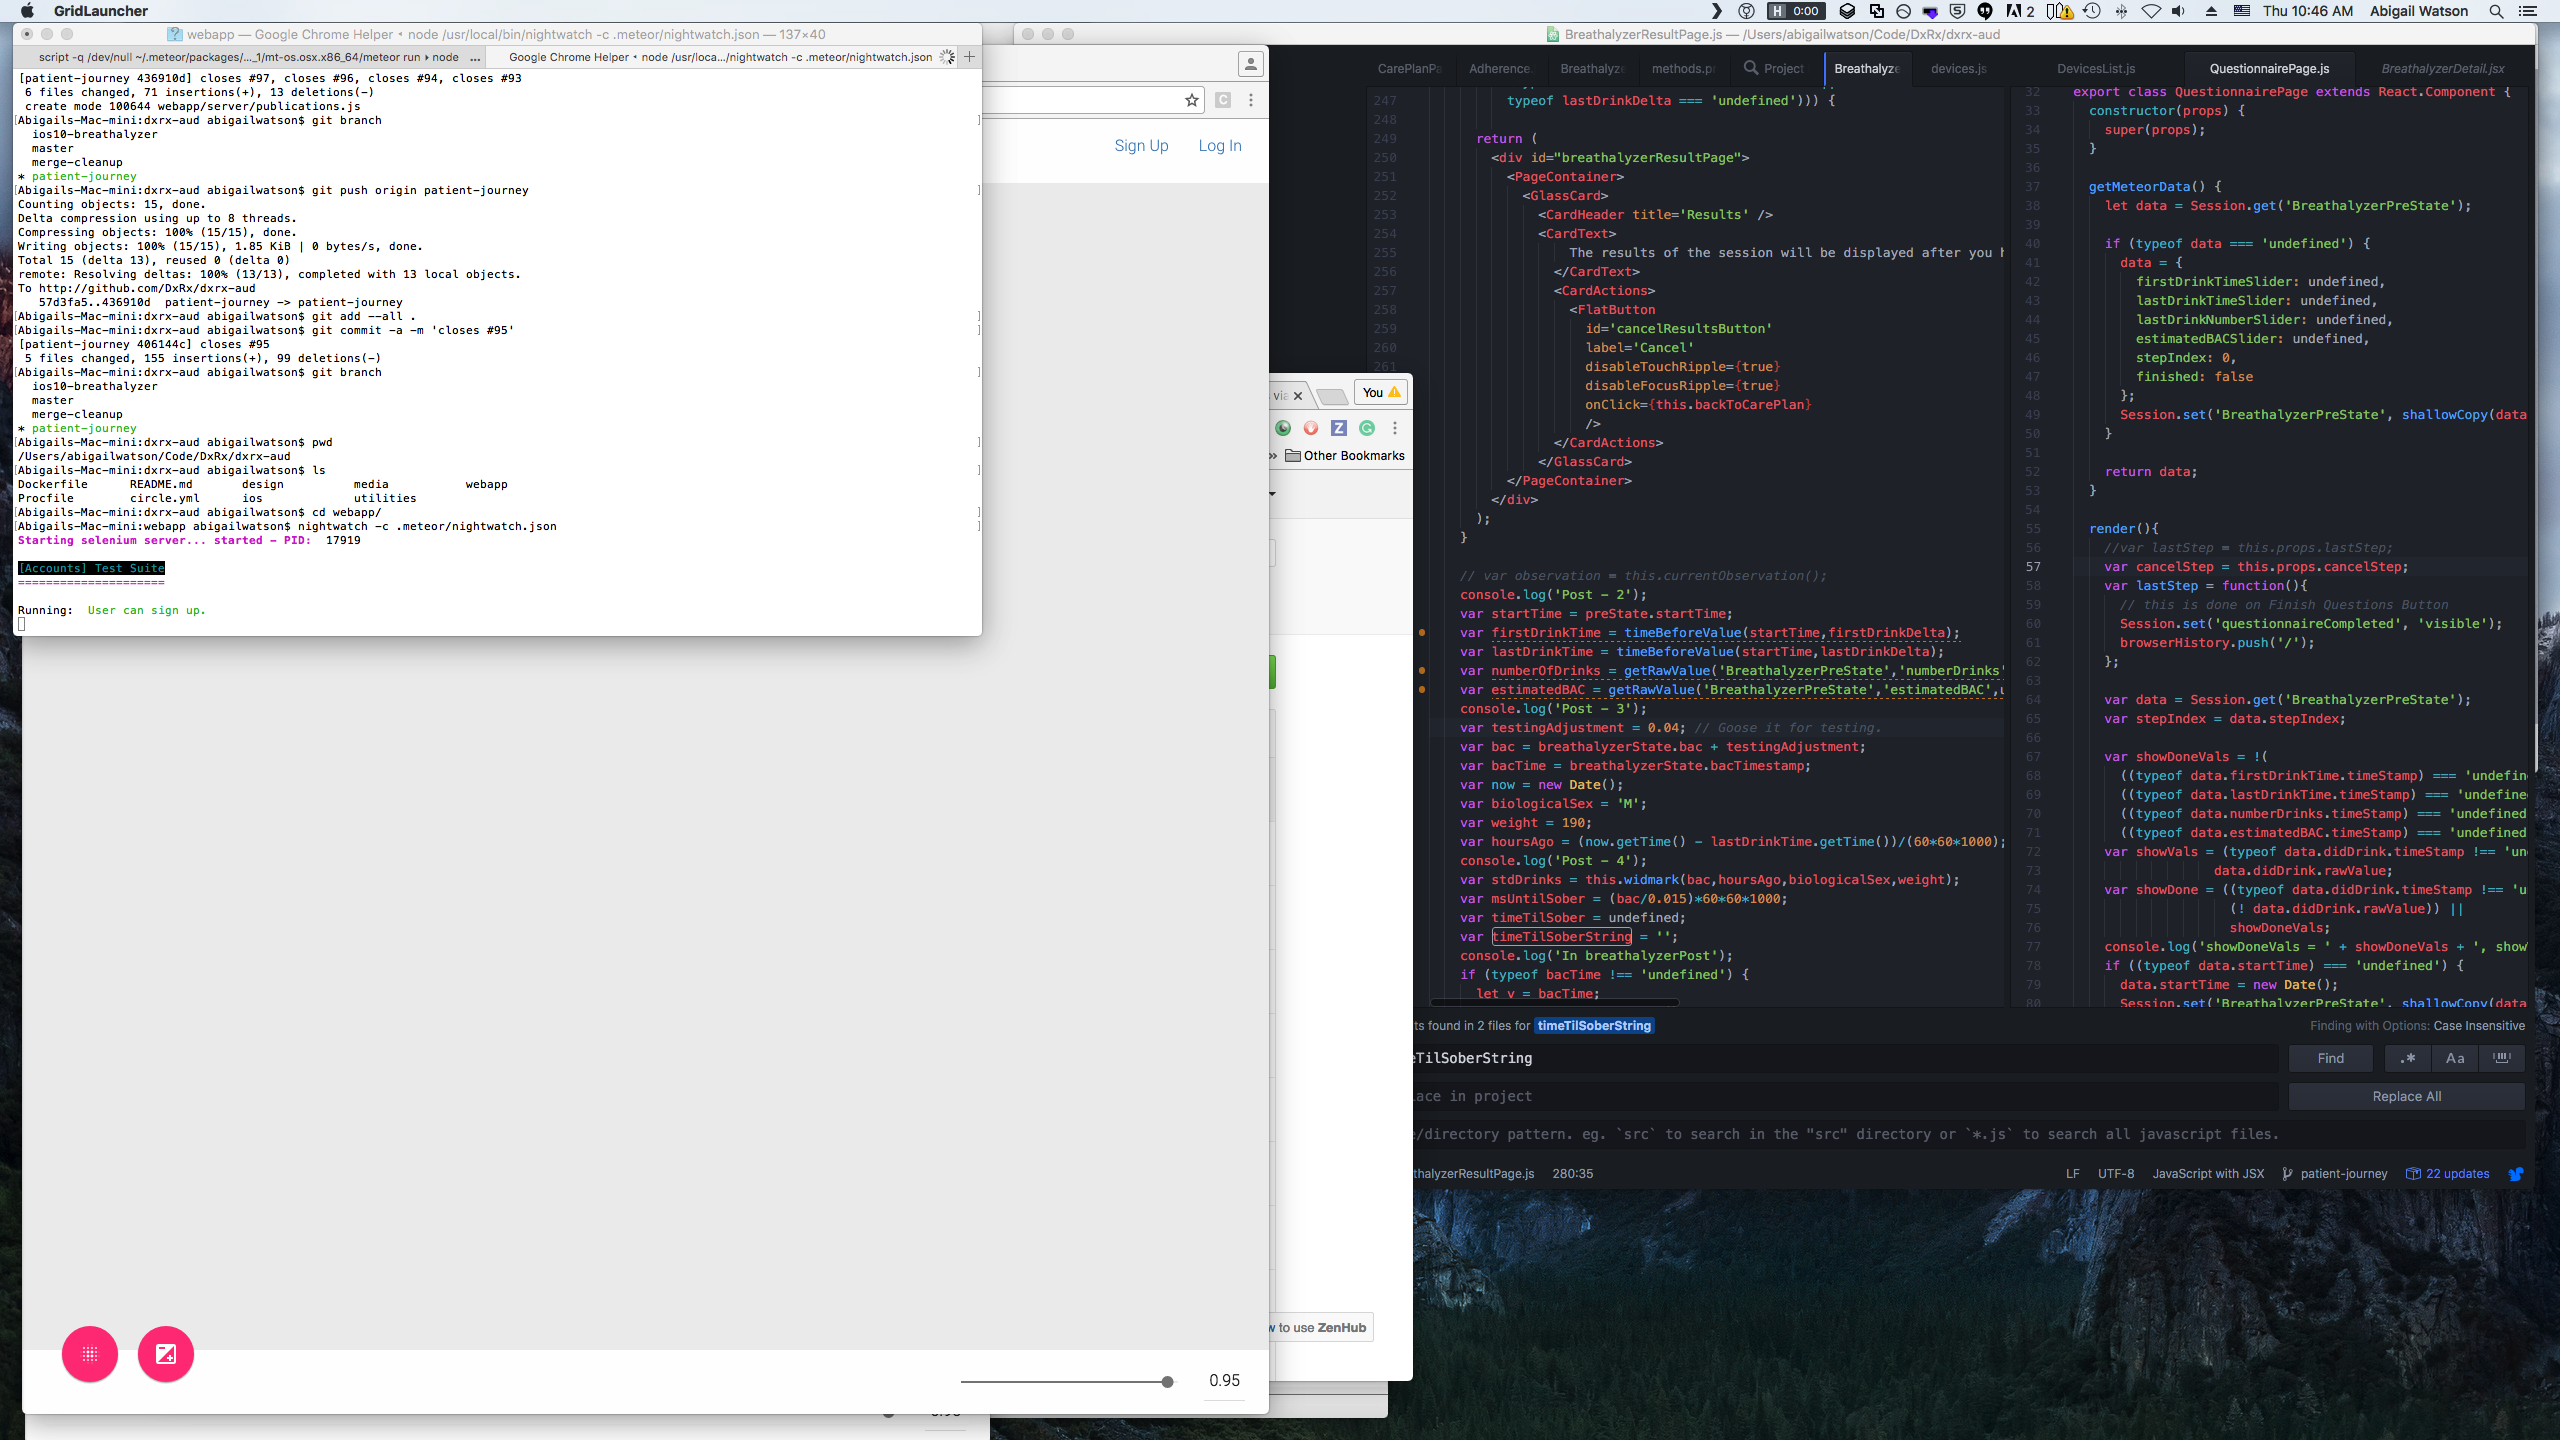 GridLauncher
H 0:00
2
Thu 10:46 AM Abigail Watson
webapp — Google Chrome Helper ◂ node /usr/local/bin/nightwatch -c .meteor/nightwatch.json — 137×40
script -q /dev/null ~/.meteor/packages/..._1/mt-os.osx.x86_64/meteor run ▸ node ...
Google Chrome Helper ◂ node /usr/loca.../nightwatch -c .meteor/nightwatch.json
[patient-journey 436910d] closes #97, closes #96, closes #94, closes #93
6 files changed, 71 insertions(+), 13 deletions(-)
create mode 100644 webapp/server/publications.js
[Abigails-Mac-mini:dxrx-aud abigailwatson$ git branch
ios10-breathalyzer
master
merge-cleanup
* patient-journey
[Abigails-Mac-mini:dxrx-aud abigailwatson$ git push origin patient-journey
Counting objects: 15, done.
Delta compression using up to 8 threads.
Compressing objects: 100% (15/15), done.
Writing objects: 100% (15/15), 1.85 KiB | 0 bytes/s, done.
Total 15 (delta 13), reused 0 (delta 0)
remote: Resolving deltas: 100% (13/13), completed with 13 local objects.
To http://github.com/DxRx/dxrx-aud
57d3fa5..436910d  patient-journey -> patient-journey
[Abigails-Mac-mini:dxrx-aud abigailwatson$ git add --all .
[Abigails-Mac-mini:dxrx-aud abigailwatson$ git commit -a -m 'closes #95'
[patient-journey 406144c] closes #95
5 files changed, 155 insertions(+), 99 deletions(-)
[Abigails-Mac-mini:dxrx-aud abigailwatson$ git branch
ios10-breathalyzer
master
merge-cleanup
* patient-journey
[Abigails-Mac-mini:dxrx-aud abigailwatson$ pwd
/Users/abigailwatson/Code/DxRx/dxrx-aud
[Abigails-Mac-mini:dxrx-aud abigailwatson$ ls
Dockerfile README.md design media webapp
Procfile circle.yml ios utilities
[Abigails-Mac-mini:dxrx-aud abigailwatson$ cd webapp/
[Abigails-Mac-mini:webapp abigailwatson$ nightwatch -c .meteor/nightwatch.json
Starting selenium server... started - PID:  17919
[Accounts] Test Suite
=====================
Running:  User can sign up.
Sign Up Log In
0.95
via You
Other Bookmarks
to use ZenHub
BreathalyzerResultPage.js — /Users/abigailwatson/Code/DxRx/dxrx-aud
CarePlanPa Adherence. Breathalyze methods.pr Project Breathalyze devices.js DevicesList.js QuestionnairePage.js BreathalyzerDetail.jsx
247 typeof lastDrinkDelta === 'undefined'))) {
248
249 return (
250 <div id="breathalyzerResultPage">
251 <PageContainer>
252 <GlassCard>
253 <CardHeader title='Results' />
254 <CardText>
255 The results of the session will be displayed after you h
256 </CardText>
257 <CardActions>
258 <FlatButton
259 id='cancelResultsButton'
260 label='Cancel'
261 disableTouchRipple={true}
disableFocusRipple={true}
onClick={this.backToCarePlan}
/>
</CardActions>
</GlassCard>
</PageContainer>
</div>
);
}
// var observation = this.currentObservation();
console.log('Post - 2');
var startTime = preState.startTime;
var firstDrinkTime = timeBeforeValue(startTime,firstDrinkDelta);
var lastDrinkTime = timeBeforeValue(startTime,lastDrinkDelta);
var numberOfDrinks = getRawValue('BreathalyzerPreState','numberDrinks'
var estimatedBAC = getRawValue('BreathalyzerPreState','estimatedBAC',u
console.log('Post - 3');
var testingAdjustment = 0.04; // Goose it for testing.
var bac = breathalyzerState.bac + testingAdjustment;
var bacTime = breathalyzerState.bacTimestamp;
var now = new Date();
var biologicalSex = 'M';
var weight = 190;
var hoursAgo = (now.getTime() - lastDrinkTime.getTime())/(60*60*1000);
console.log('Post - 4');
var stdDrinks = this.widmark(bac,hoursAgo,biologicalSex,weight);
var msUntilSober = (bac/0.015)*60*60*1000;
var timeTilSober = undefined;
var timeTilSoberString = '';
console.log('In breathalyzerPost');
if (typeof bacTime !== 'undefined') {
let v = bacTime;
32 export class QuestionnairePage extends React.Component {
33 constructor(props) {
34 super(props);
35 }
36
37 getMeteorData() {
38 let data = Session.get('BreathalyzerPreState');
39
40 if (typeof data === 'undefined') {
41 data = {
42 firstDrinkTimeSlider: undefined,
43 lastDrinkTimeSlider: undefined,
44 lastDrinkNumberSlider: undefined,
45 estimatedBACSlider: undefined,
46 stepIndex: 0,
47 finished: false
48 };
49 Session.set('BreathalyzerPreState', shallowCopy(data
50 }
51
52 return data;
53 }
54
55 render(){
56 //var lastStep = this.props.lastStep;
57 var cancelStep = this.props.cancelStep;
58 var lastStep = function(){
59 // this is done on Finish Questions Button
60 Session.set('questionnaireCompleted', 'visible');
61 browserHistory.push('/');
62 };
63
64 var data = Session.get('BreathalyzerPreState');
65 var stepIndex = data.stepIndex;
66
67 var showDoneVals = !(
68 ((typeof data.firstDrinkTime.timeStamp) === 'undefin
69 ((typeof data.lastDrinkTime.timeStamp) === 'undefine
70 ((typeof data.numberDrinks.timeStamp) === 'undefined
71 ((typeof data.estimatedBAC.timeStamp) === 'undefined
72 var showVals = (typeof data.didDrink.timeStamp !== 'un
73 data.didDrink.rawValue;
74 var showDone = ((typeof data.didDrink.timeStamp !== 'u
75 (! data.didDrink.rawValue)) ||
76 showDoneVals;
77 console.log('showDoneVals = ' + showDoneVals + ', show
78 if ((typeof data.startTime) === 'undefined') {
79 data.startTime = new Date();
80 Session.set('BreathalyzerPreState', shallowCopy(data
ts found in 2 files for timeTilSoberString
Finding with Options: Case Insensitive
eTilSoberString
Find .* Aa
ace in project
Replace All
e/directory pattern. eg. `src` to search in the "src" directory or `*.js` to search all javascript files.
thalyzerResultPage.js 280:35
LF UTF-8 JavaScript with JSX patient-journey 22 updates